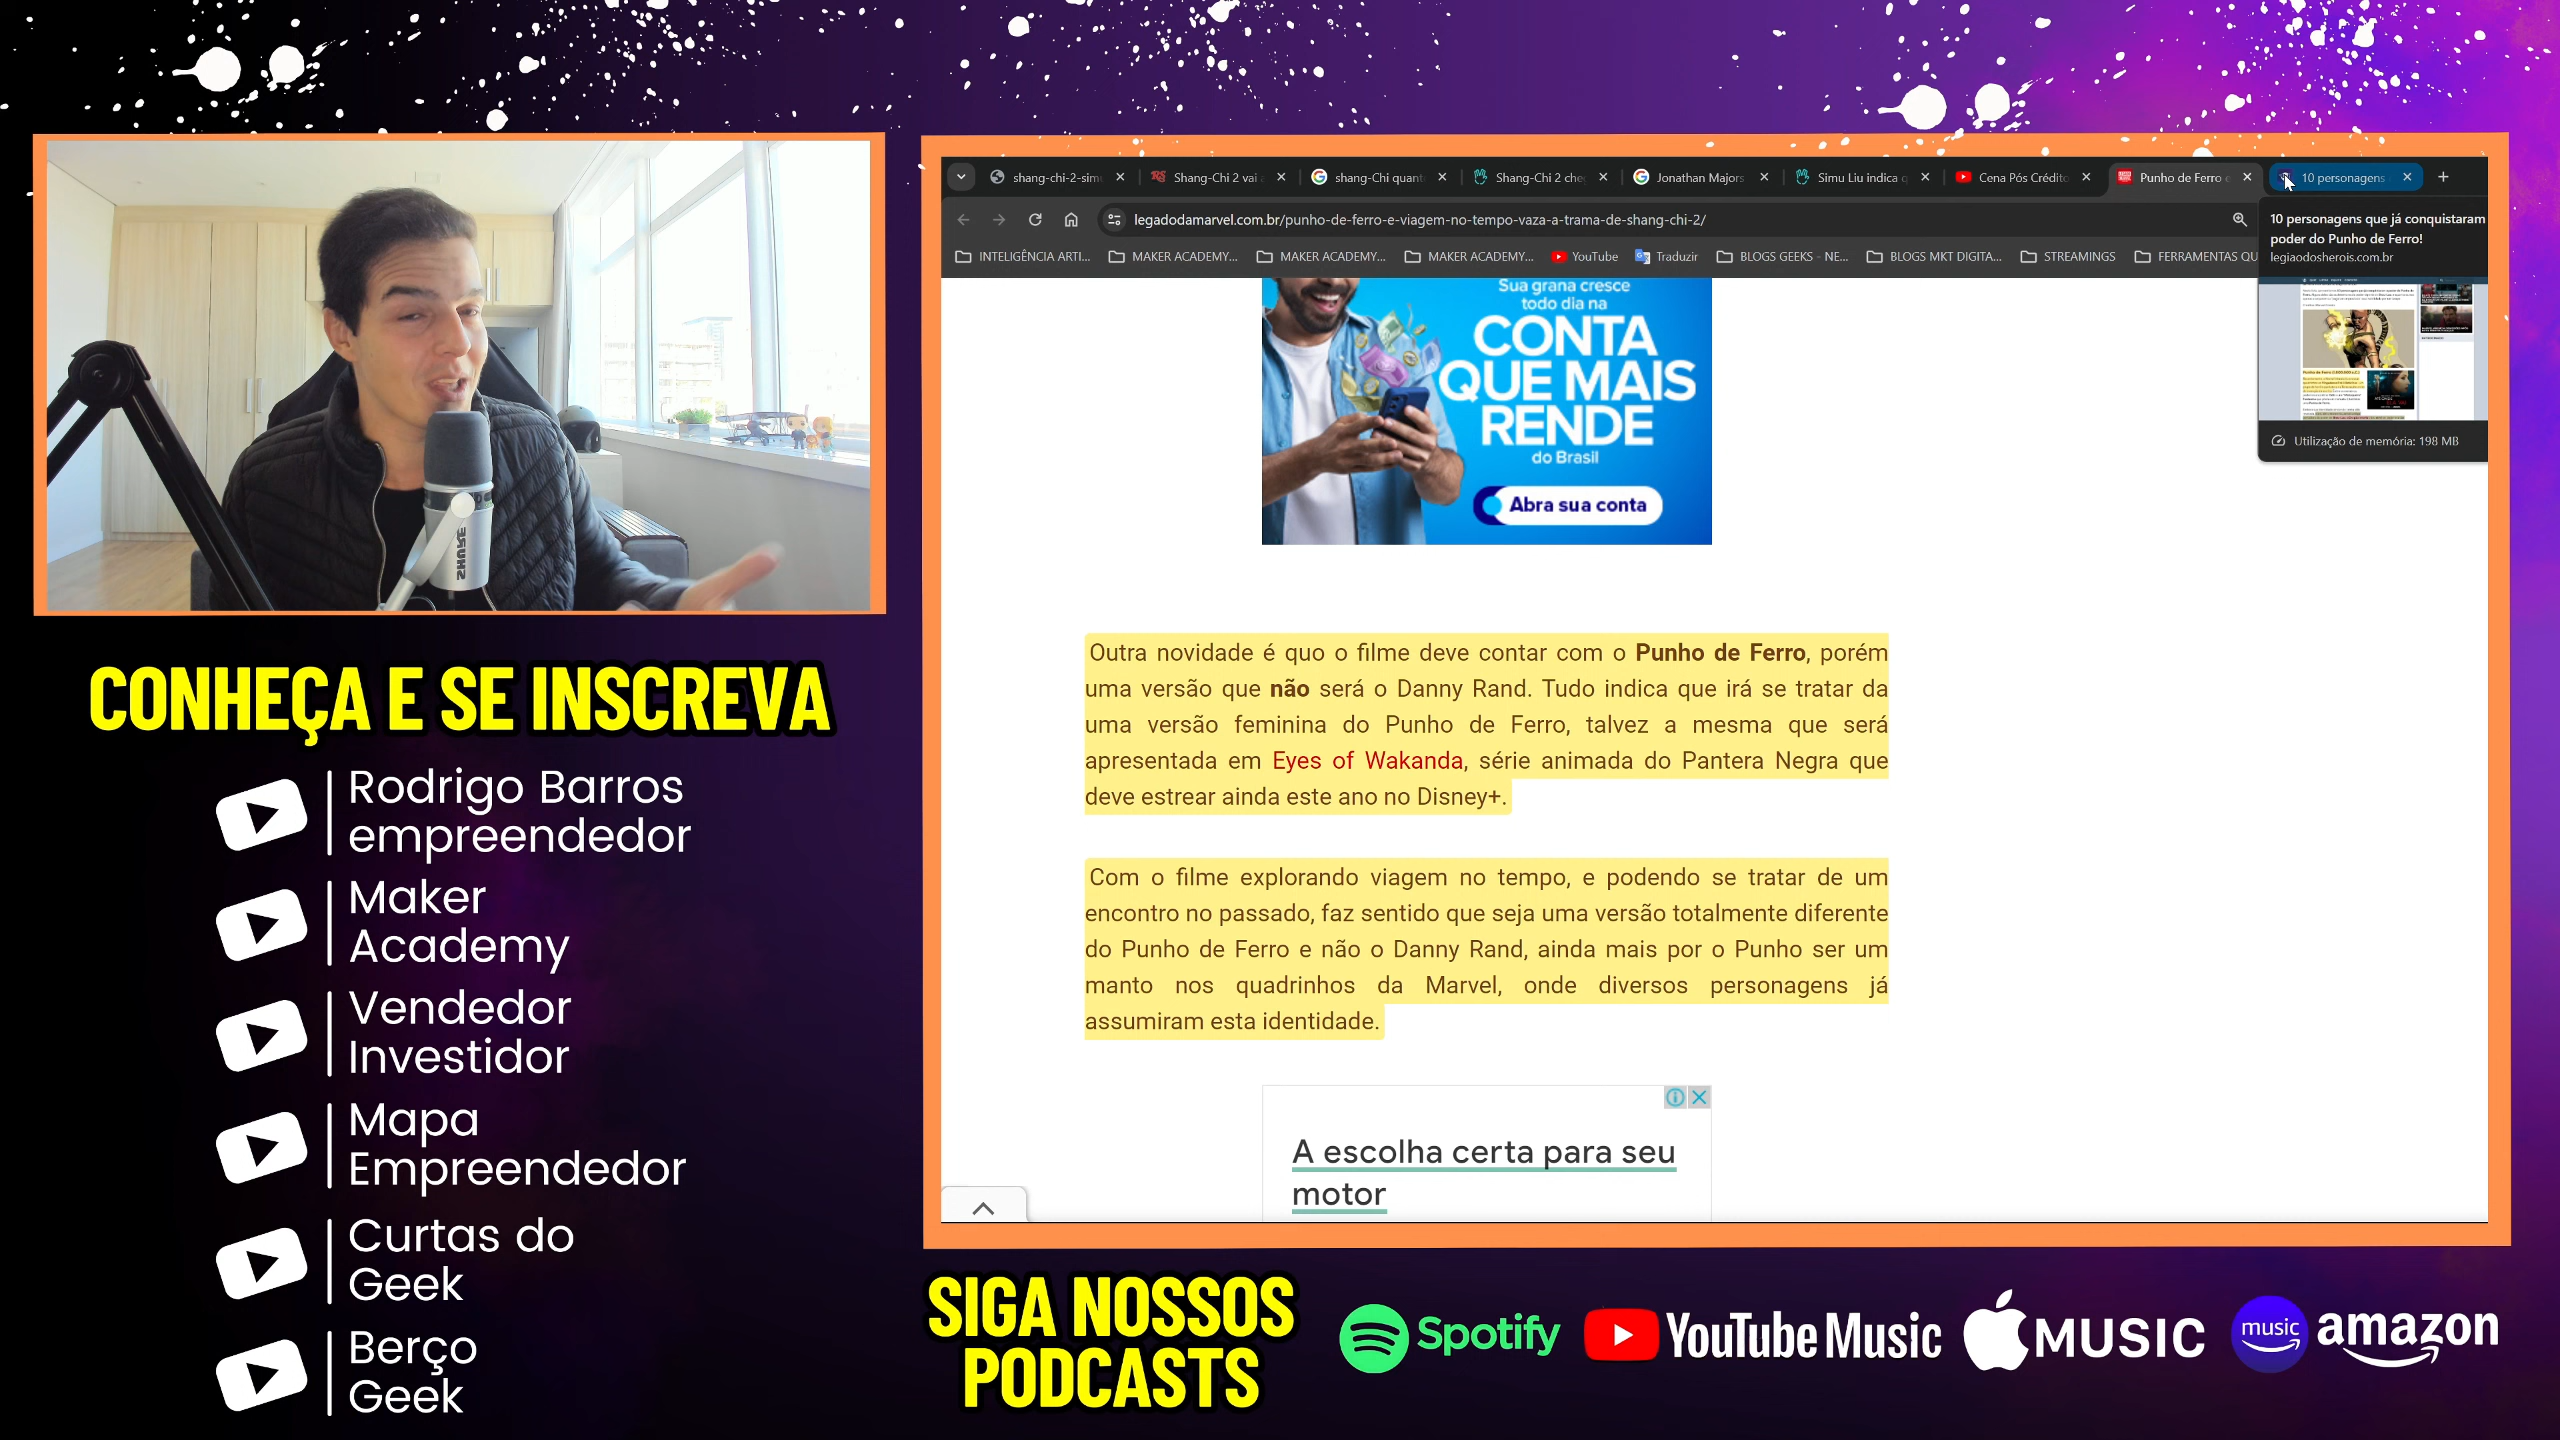 shang-chi-2-sim
Shang-Chi 2 vai
shang-Chi quant
Shang-Chi 2 che
Jonathan Majors
Simu Liu indica q
Cena Pós Crédito
Punho de Ferro e
10 personagens
legadodamarvel.com.br/punho-de-ferro-e-viagem-no-tempo-vaza-a-trama-de-shang-chi-2/
INTELIGÊNCIA ARTI...
MAKER ACADEMY...
MAKER ACADEMY...
MAKER ACADEMY...
YouTube
Traduzir
BLOGS GEEKS - NE...
BLOGS MKT DIGITA...
STREAMINGS
FERRAMENTAS QU
10 personagens que já conquistaram
poder do Punho de Ferro!
legiaodosherois.com.br
Utilização de memória: 198 MB
Sua grana cresce
todo dia na
CONTA
QUE MAIS
RENDE
do Brasil
Abra sua conta
Outra novidade é quo o filme deve contar com o Punho de Ferro, porém
uma versão que não será o Danny Rand. Tudo indica que irá se tratar da
uma versão feminina do Punho de Ferro, talvez a mesma que será
apresentada em Eyes of Wakanda, série animada do Pantera Negra que
deve estrear ainda este ano no Disney+.
Com o filme explorando viagem no tempo, e podendo se tratar de um
encontro no passado, faz sentido que seja uma versão totalmente diferente
do Punho de Ferro e não o Danny Rand, ainda mais por o Punho ser um
manto nos quadrinhos da Marvel, onde diversos personagens já
assumiram esta identidade.
A escolha certa para seu
motor
SHURE
CONHEÇA E SE INSCREVA
Rodrigo Barros
empreendedor
Maker
Academy
Vendedor
Investidor
Mapa
Empreendedor
Curtas do
Geek
Berço
Geek
SIGA NOSSOS
PODCASTS
Spotify
YouTube Music
MUSIC
music
amazon